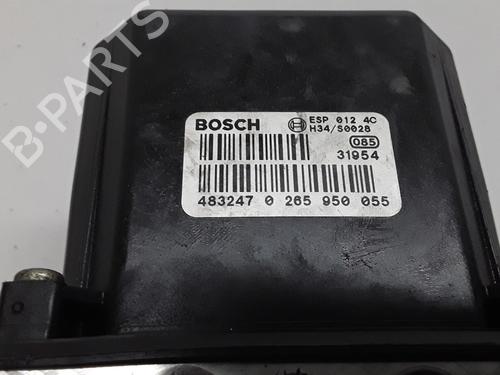 B-PARTS
BOSCH
ESP 012 4C
H34/S0028
085
31954
483247 0 265 950 055